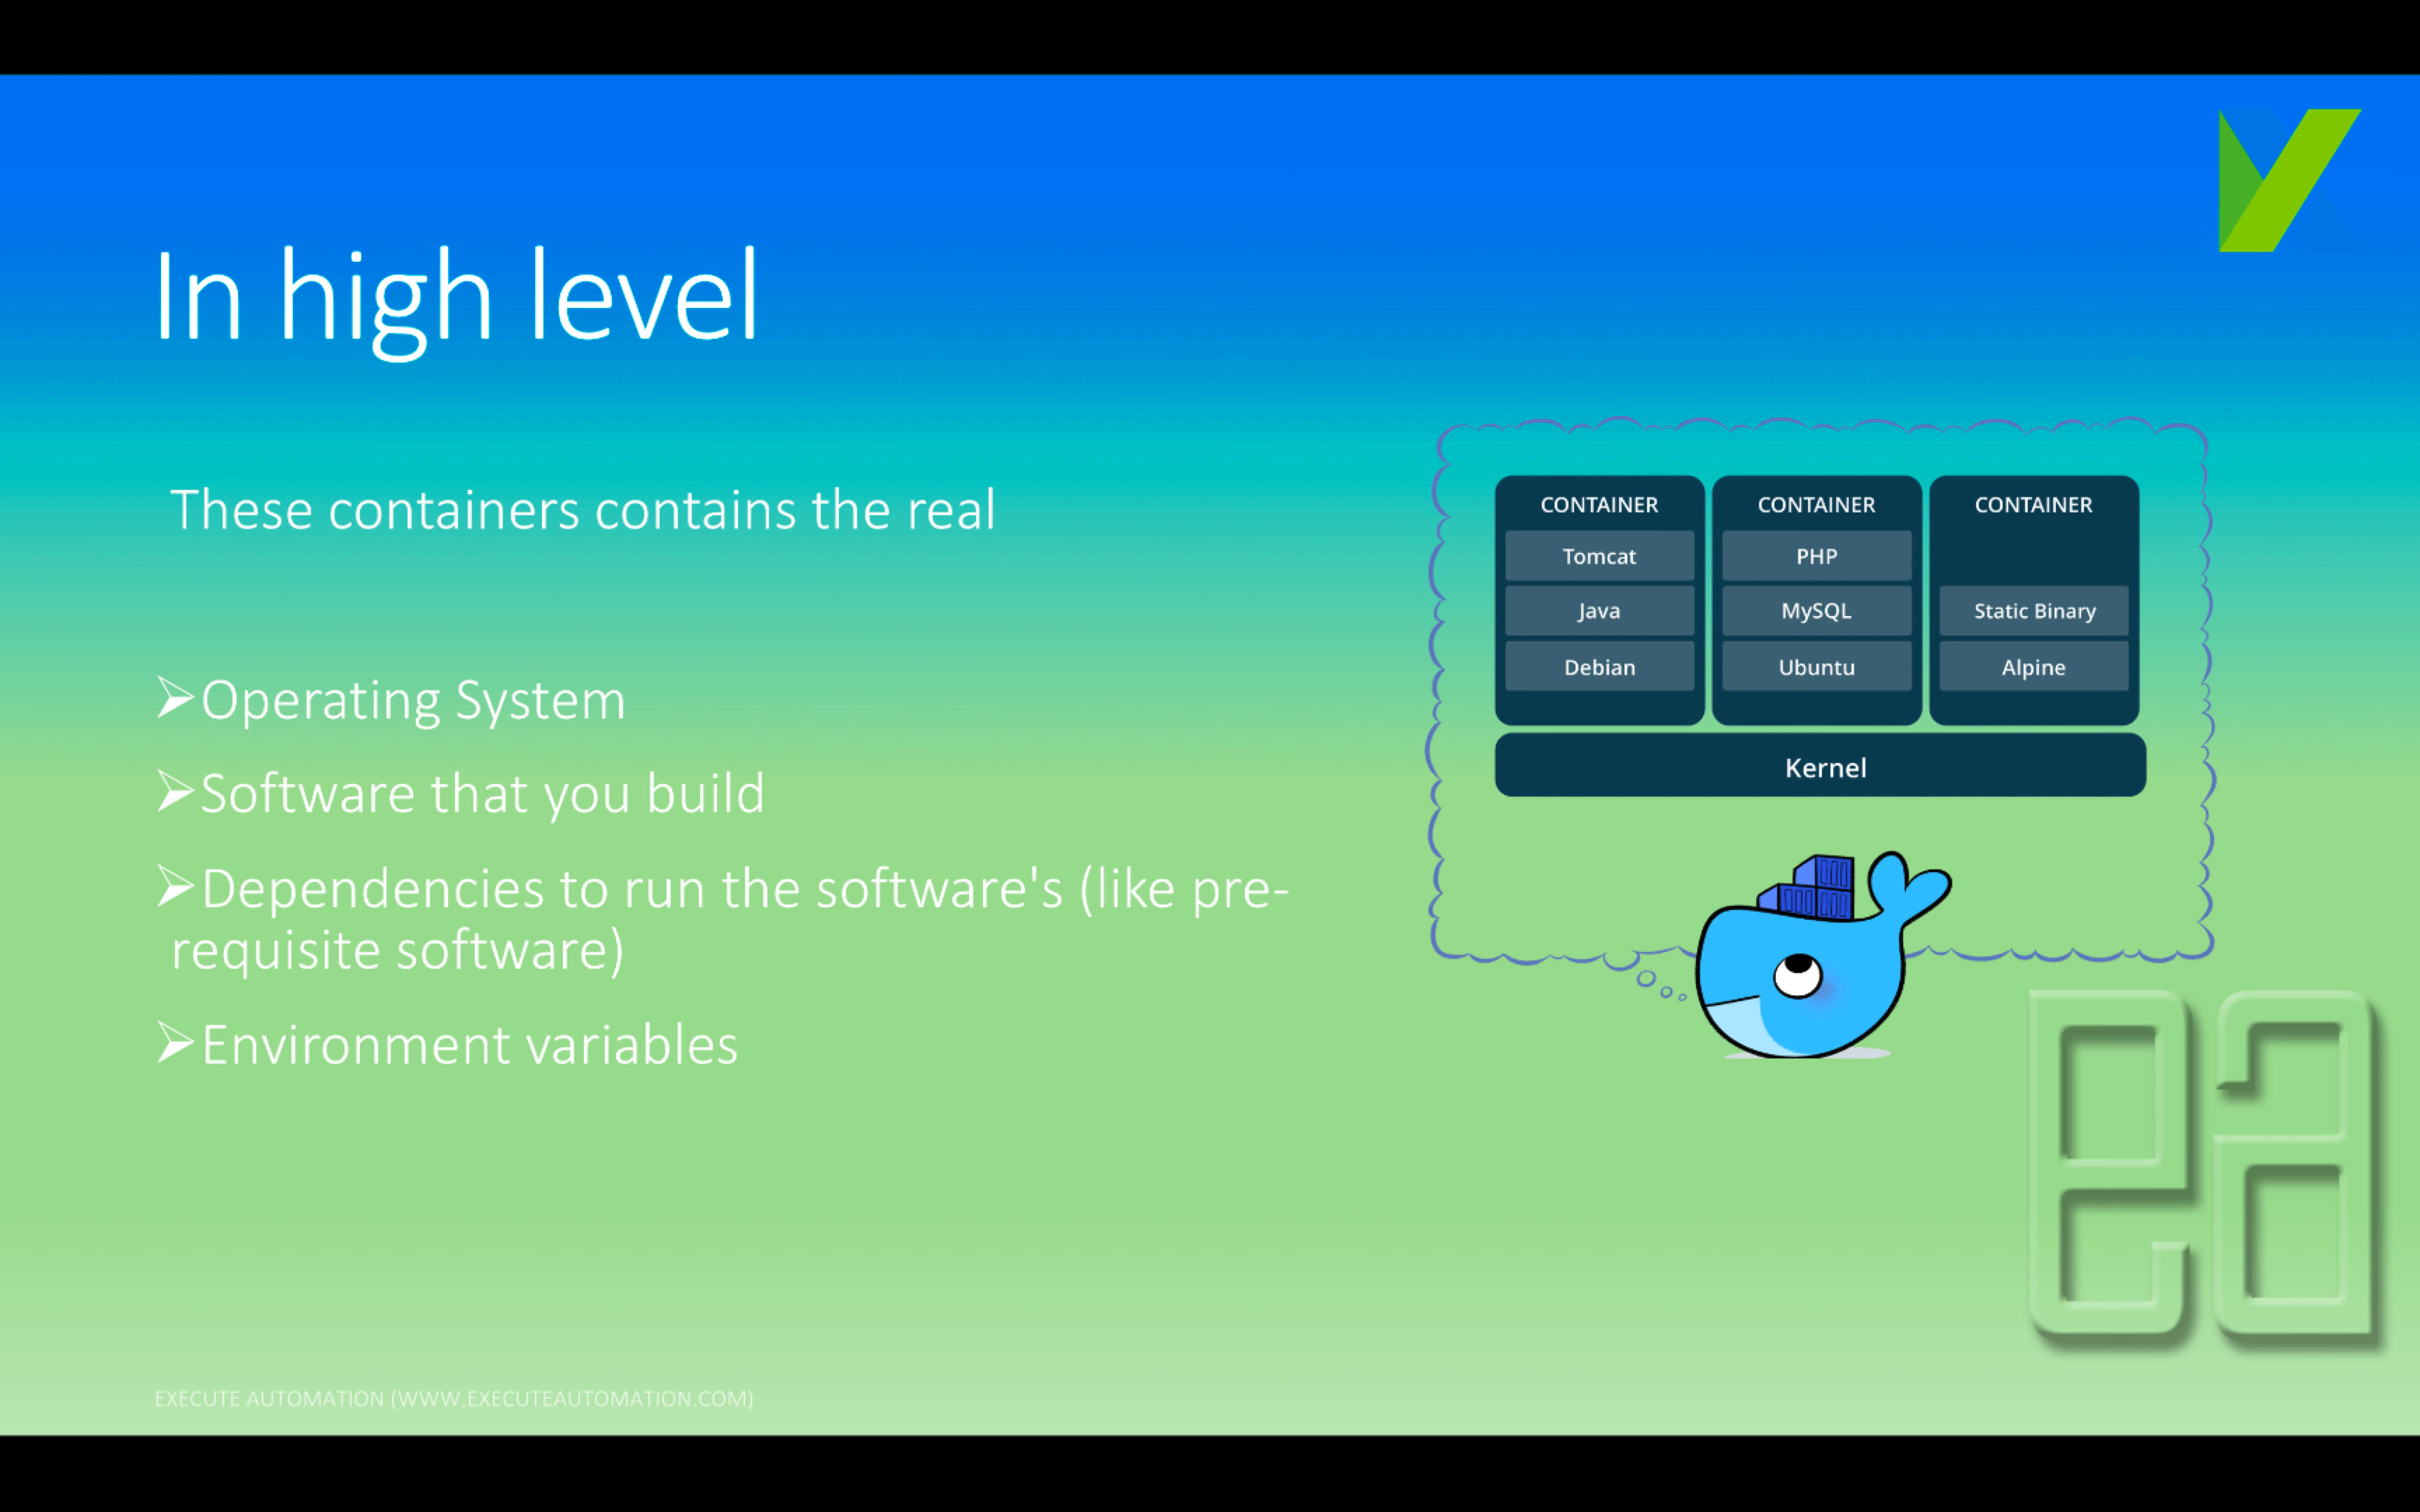 In high level
These containers contains the real
➢Operating System
➢Software that you build
➢Dependencies to run the software's (like pre-
requisite software)
➢Environment variables
CONTAINER
Tomcat
Java
Debian
CONTAINER
PHP
MySQL
Ubuntu
CONTAINER
Static Binary
Alpine
Kernel
ea
EXECUTE AUTOMATION (WWW.EXECUTEAUTOMATION.COM)